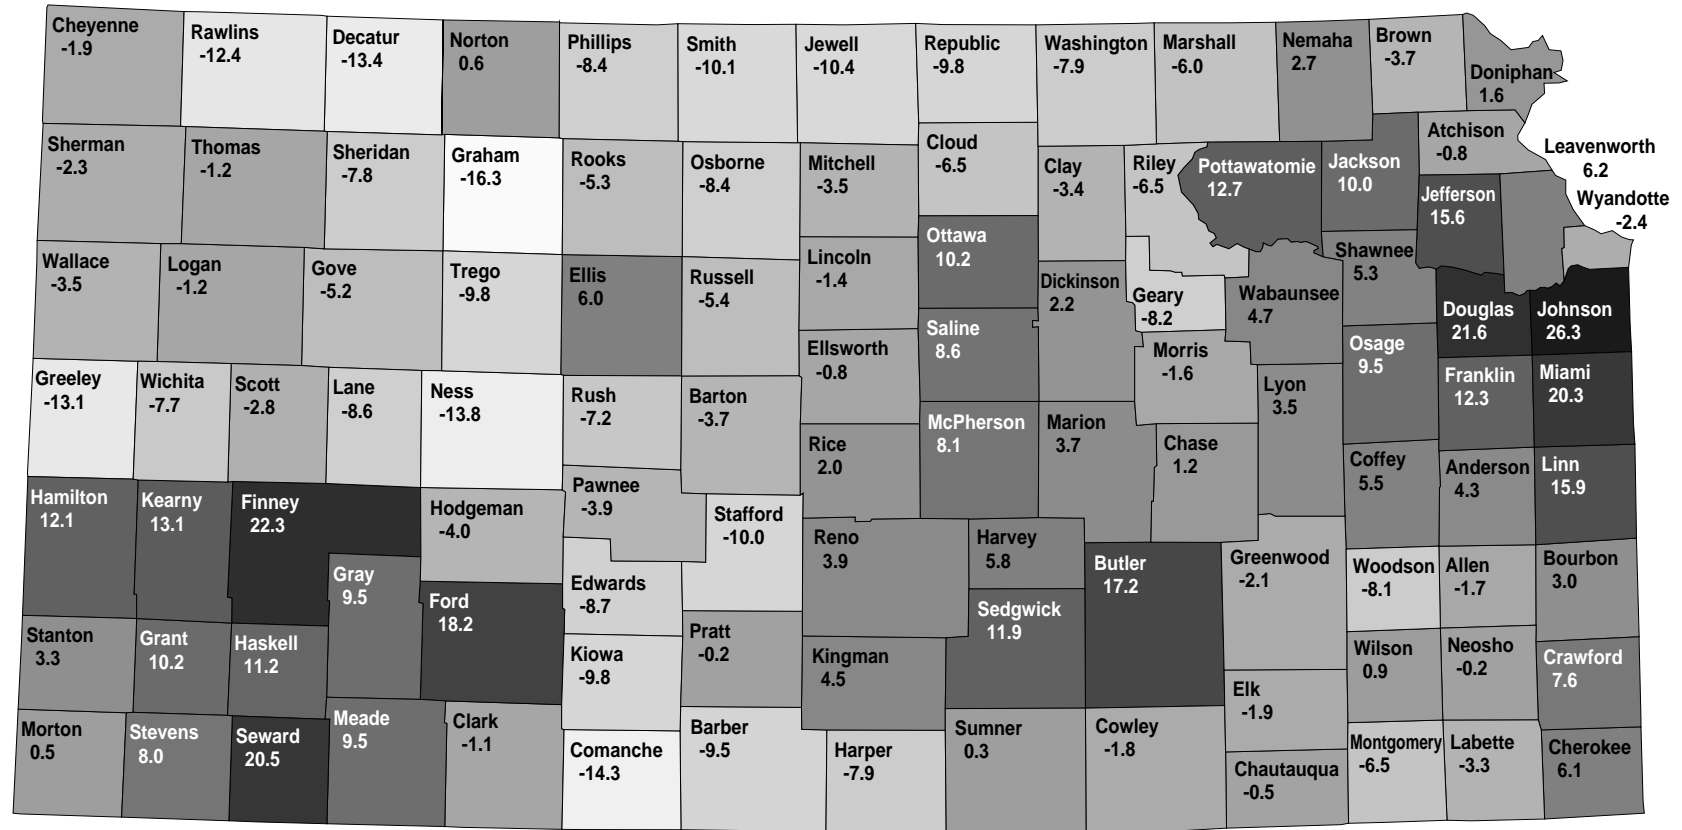 Cheyenne
-1.9
Rawlins
-12.4
Decatur
-13.4
Norton
0.6
Phillips
-8.4
Smith
-10.1
Jewell
-10.4
Republic
-9.8
Washington
-7.9
Marshall
-6.0
Nemaha
2.7
Brown
-3.7
Doniphan
1.6
Sherman
-2.3
Thomas
-1.2
Sheridan
-7.8
Graham
-16.3
Rooks
-5.3
Osborne
-8.4
Mitchell
-3.5
Cloud
-6.5
Clay
-3.4
Riley
-6.5
Pottawatomie
12.7
Jackson
10.0
Atchison
-0.8
Jefferson
15.6
Leavenworth
6.2
Wyandotte
-2.4
Wallace
-3.5
Logan
-1.2
Gove
-5.2
Trego
-9.8
Ellis
6.0
Russell
-5.4
Lincoln
-1.4
Ottawa
10.2
Dickinson
2.2
Geary
-8.2
Wabaunsee
4.7
Shawnee
5.3
Douglas
21.6
Johnson
26.3
Ellsworth
-0.8
Saline
8.6
Morris
-1.6
Osage
9.5
Franklin
12.3
Miami
20.3
Greeley
-13.1
Wichita
-7.7
Scott
-2.8
Lane
-8.6
Ness
-13.8
Rush
-7.2
Barton
-3.7
Rice
2.0
McPherson
8.1
Marion
3.7
Chase
1.2
Lyon
3.5
Coffey
5.5
Anderson
4.3
Linn
15.9
Hamilton
12.1
Kearny
13.1
Finney
22.3
Hodgeman
-4.0
Pawnee
-3.9
Stafford
-10.0
Reno
3.9
Harvey
5.8
Butler
17.2
Greenwood
-2.1
Woodson
-8.1
Allen
-1.7
Bourbon
3.0
Gray
9.5
Ford
18.2
Edwards
-8.7
Sedgwick
11.9
Stanton
3.3
Grant
10.2
Haskell
11.2
Kiowa
-9.8
Pratt
-0.2
Kingman
4.5
Elk
-1.9
Wilson
0.9
Neosho
-0.2
Crawford
7.6
Morton
0.5
Stevens
8.0
Seward
20.5
Meade
9.5
Clark
-1.1
Comanche
-14.3
Barber
-9.5
Harper
-7.9
Sumner
0.3
Cowley
-1.8
Chautauqua
-0.5
Montgomery
-6.5
Labette
-3.3
Cherokee
6.1